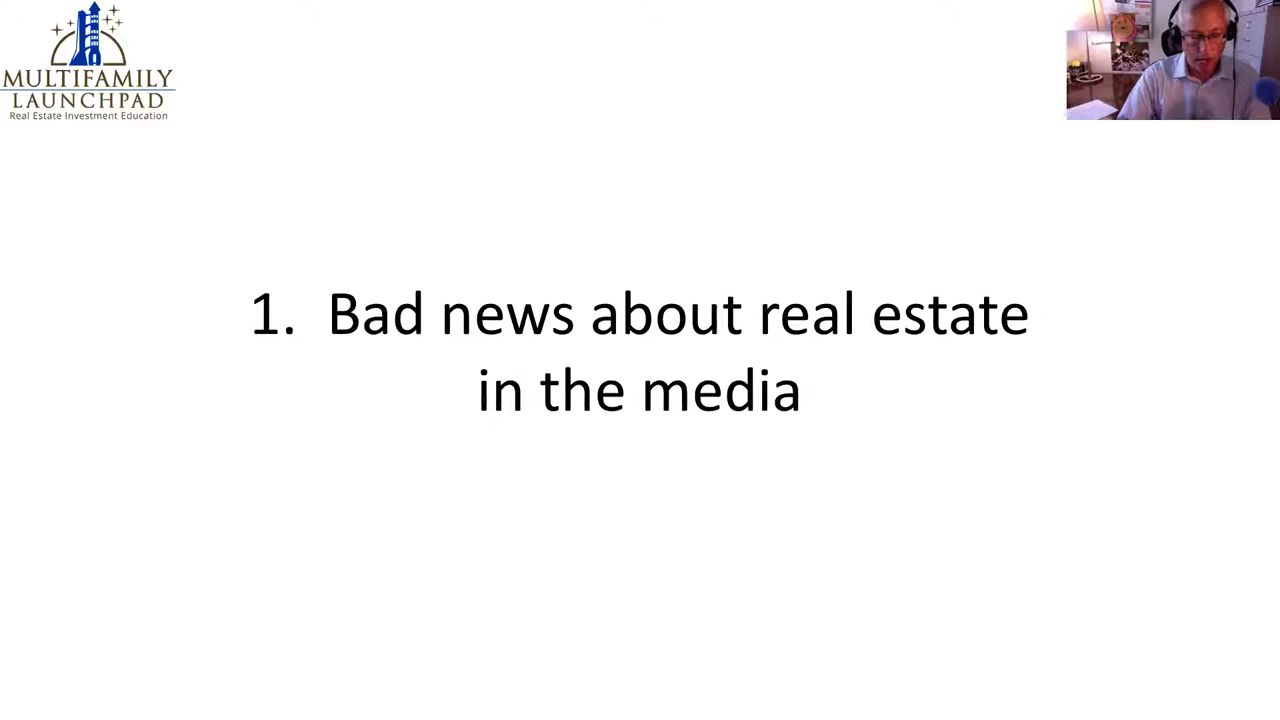 MULTIFAMILY
LAUNCHPAD
Real Estate Investment Education
1. Bad news about real estate
in the media